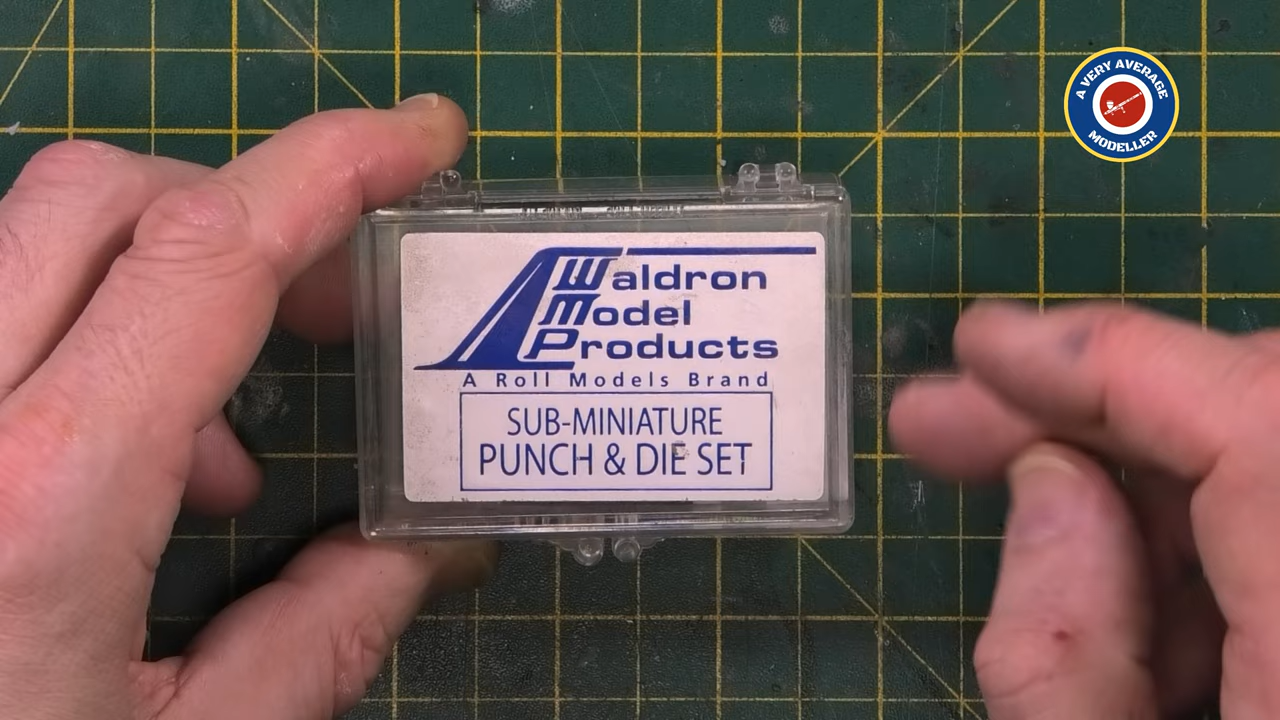 A VERY AVERAGE
MODELLER
Waldron
Model
Products
A Roll Models Brand
SUB-MINIATURE
PUNCH & DIE SET